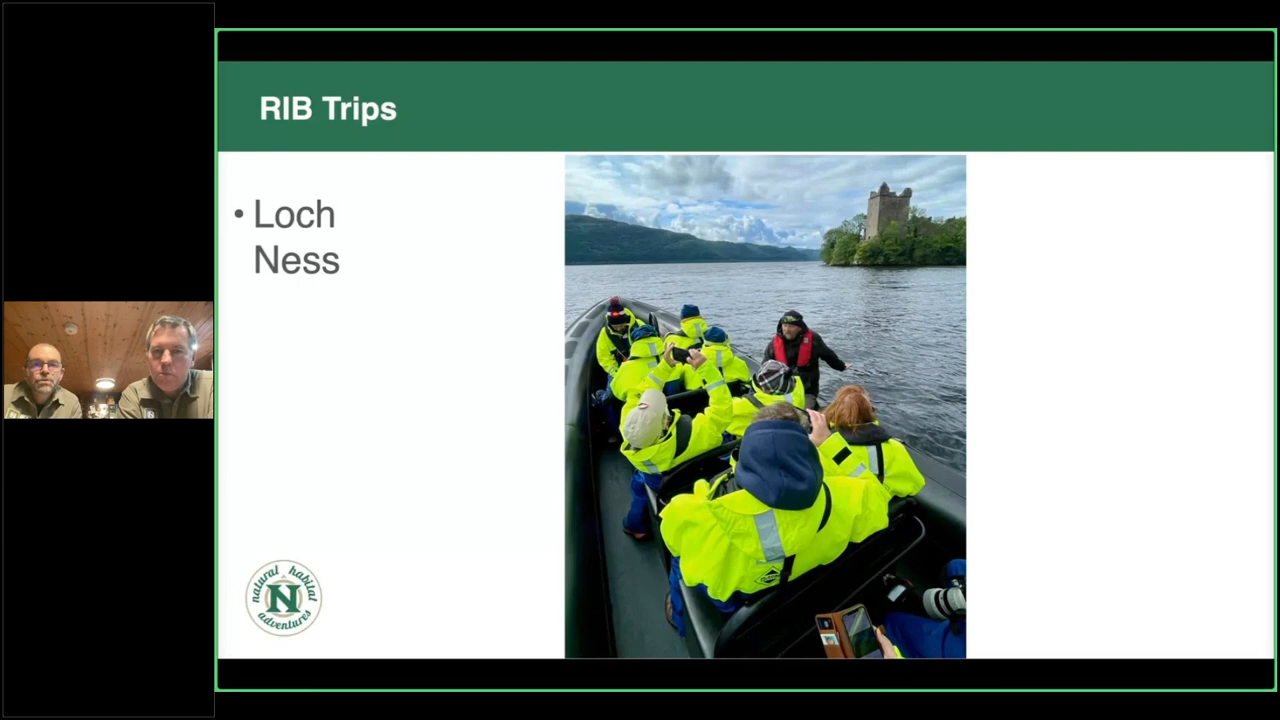 RIB Trips
• Loch
Ness
natural habitat
N
adventures